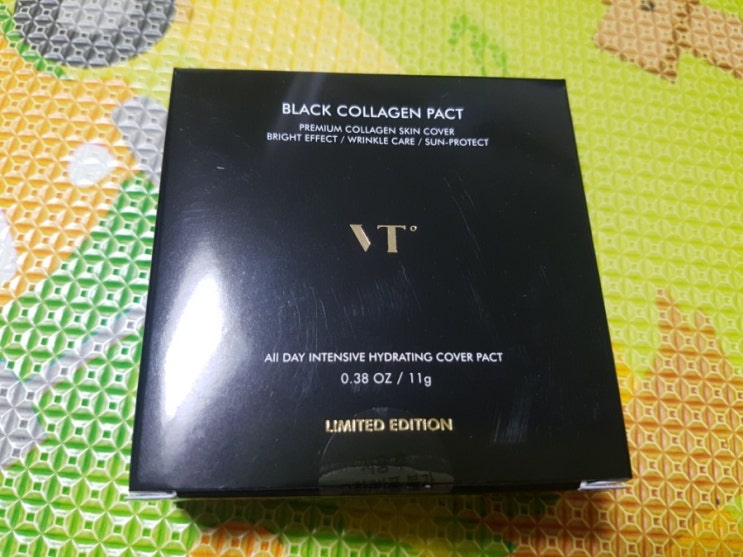 BLACK COLLAGEN PACT
PREMIUM COLLAGEN SKIN COVER
BRIGHT EFFECT / WRINKLE CARE / SUN-PROTECT
VT°
All DAY INTENSIVE HYDRATING COVER PACT
0.38 OZ / 11g
LIMITED EDITION